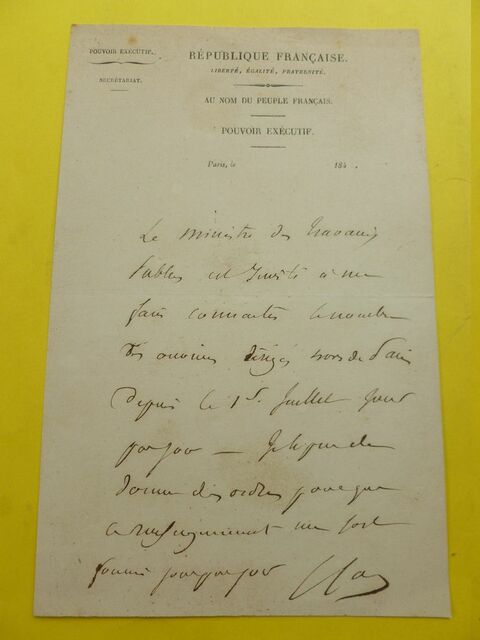 POUVOIR EXÉCUTIF.
SECRÉTARIAT.
RÉPUBLIQUE FRANÇAISE.
LIBERTÉ, ÉGALITÉ, FRATERNITÉ.
AU NOM DU PEUPLE FRANÇAIS.
POUVOIR EXÉCUTIF.
Paris, le 184 .
Le ministre des travaux
publics est invité à me
faire connaitre le nombre
des ouvriers dirigés hors de Paris
depuis le 1er Juillet jour
par jour — Je le prie de
donner des ordres pour que
ce renseignement me soit
fourni jour par jour